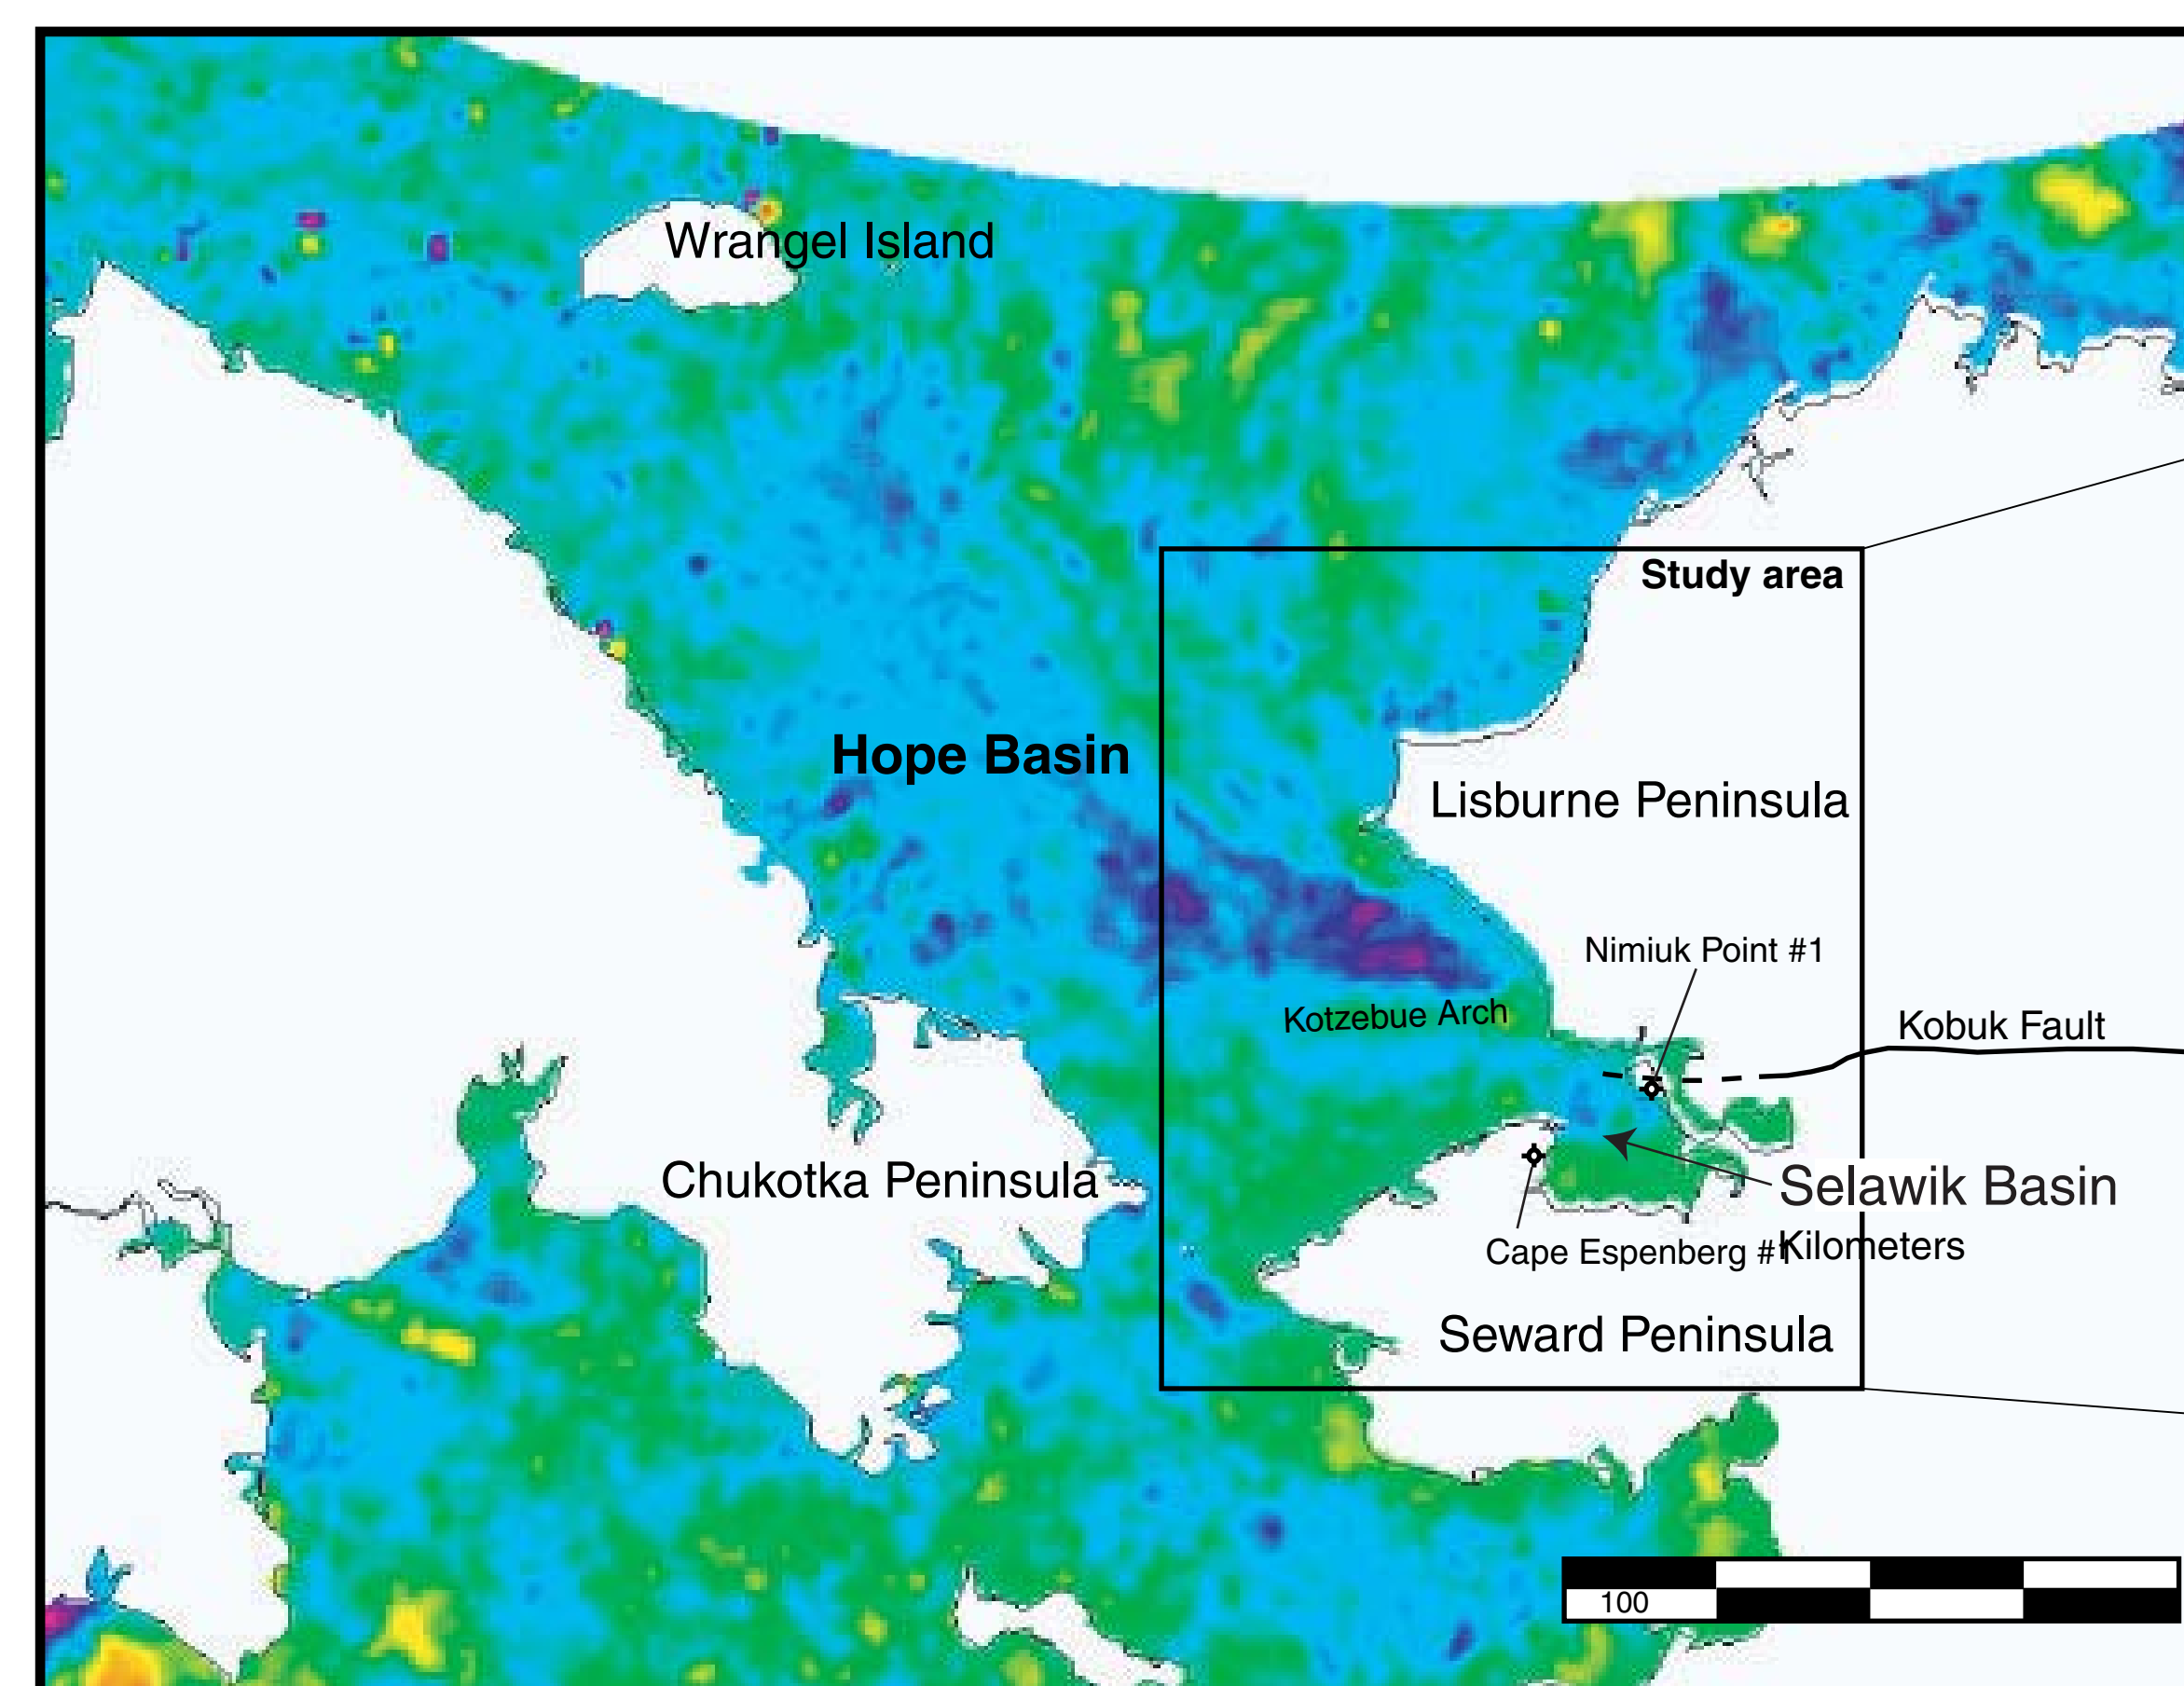 Wrangel Island
Study area
Hope Basin
Lisburne Peninsula
Nimiuk Point #1
Kotzebue Arch
Kobuk Fault
Chukotka Peninsula
Selawik Basin
Cape Espenberg #1
Kilometers
Seward Peninsula
100